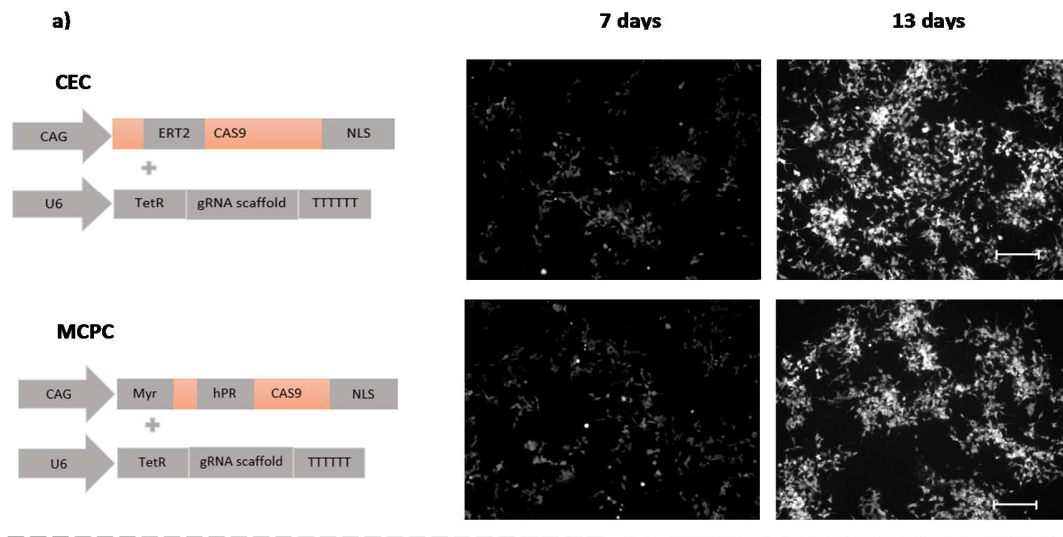 a)
7 days
13 days
CEC
CAG
ERT2
CAS9
NLS
U6
TetR
gRNA scaffold
TTTTTT
MCPC
CAG
Myr
hPR
CAS9
NLS
U6
TetR
gRNA scaffold
TTTTTT